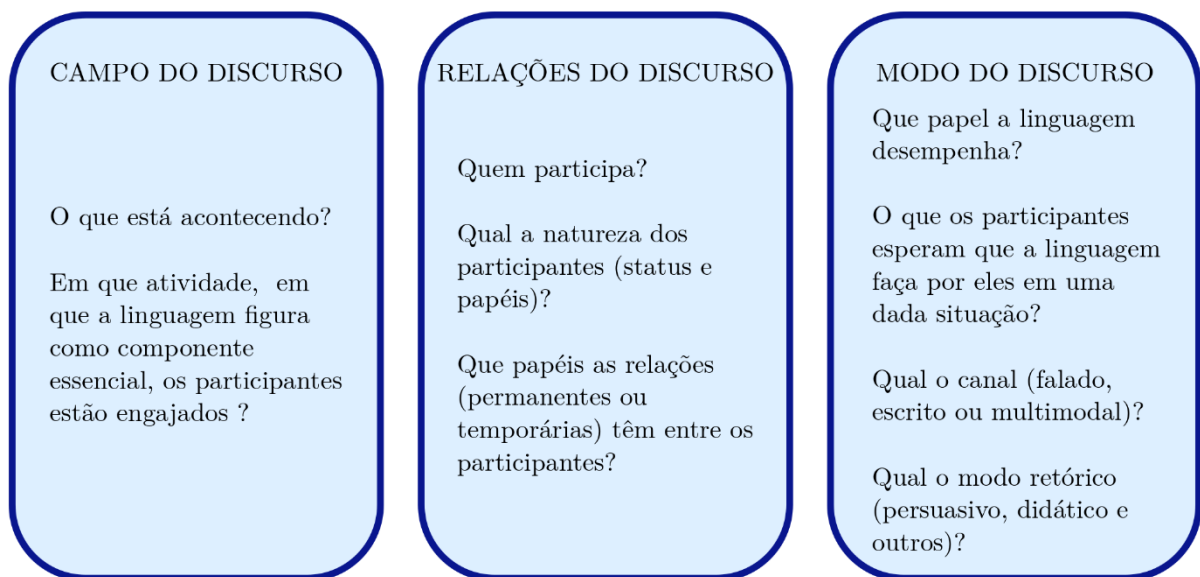 CAMPO DO DISCURSO
O que está acontecendo?
Em que atividade,  em
que a linguagem figura
como componente
essencial, os participantes
estão engajados ?
RELAÇÕES DO DISCURSO
Quem participa?
Qual a natureza dos
participantes (status e
papéis)?
Que papéis as relações
(permanentes ou
temporárias) têm entre os
participantes?
MODO DO DISCURSO
Que papel a linguagem
desempenha?
O que os participantes
esperam que a linguagem
faça por eles em uma
dada situação?
Qual o canal (falado,
escrito ou multimodal)?
Qual o modo retórico
(persuasivo, didático e
outros)?